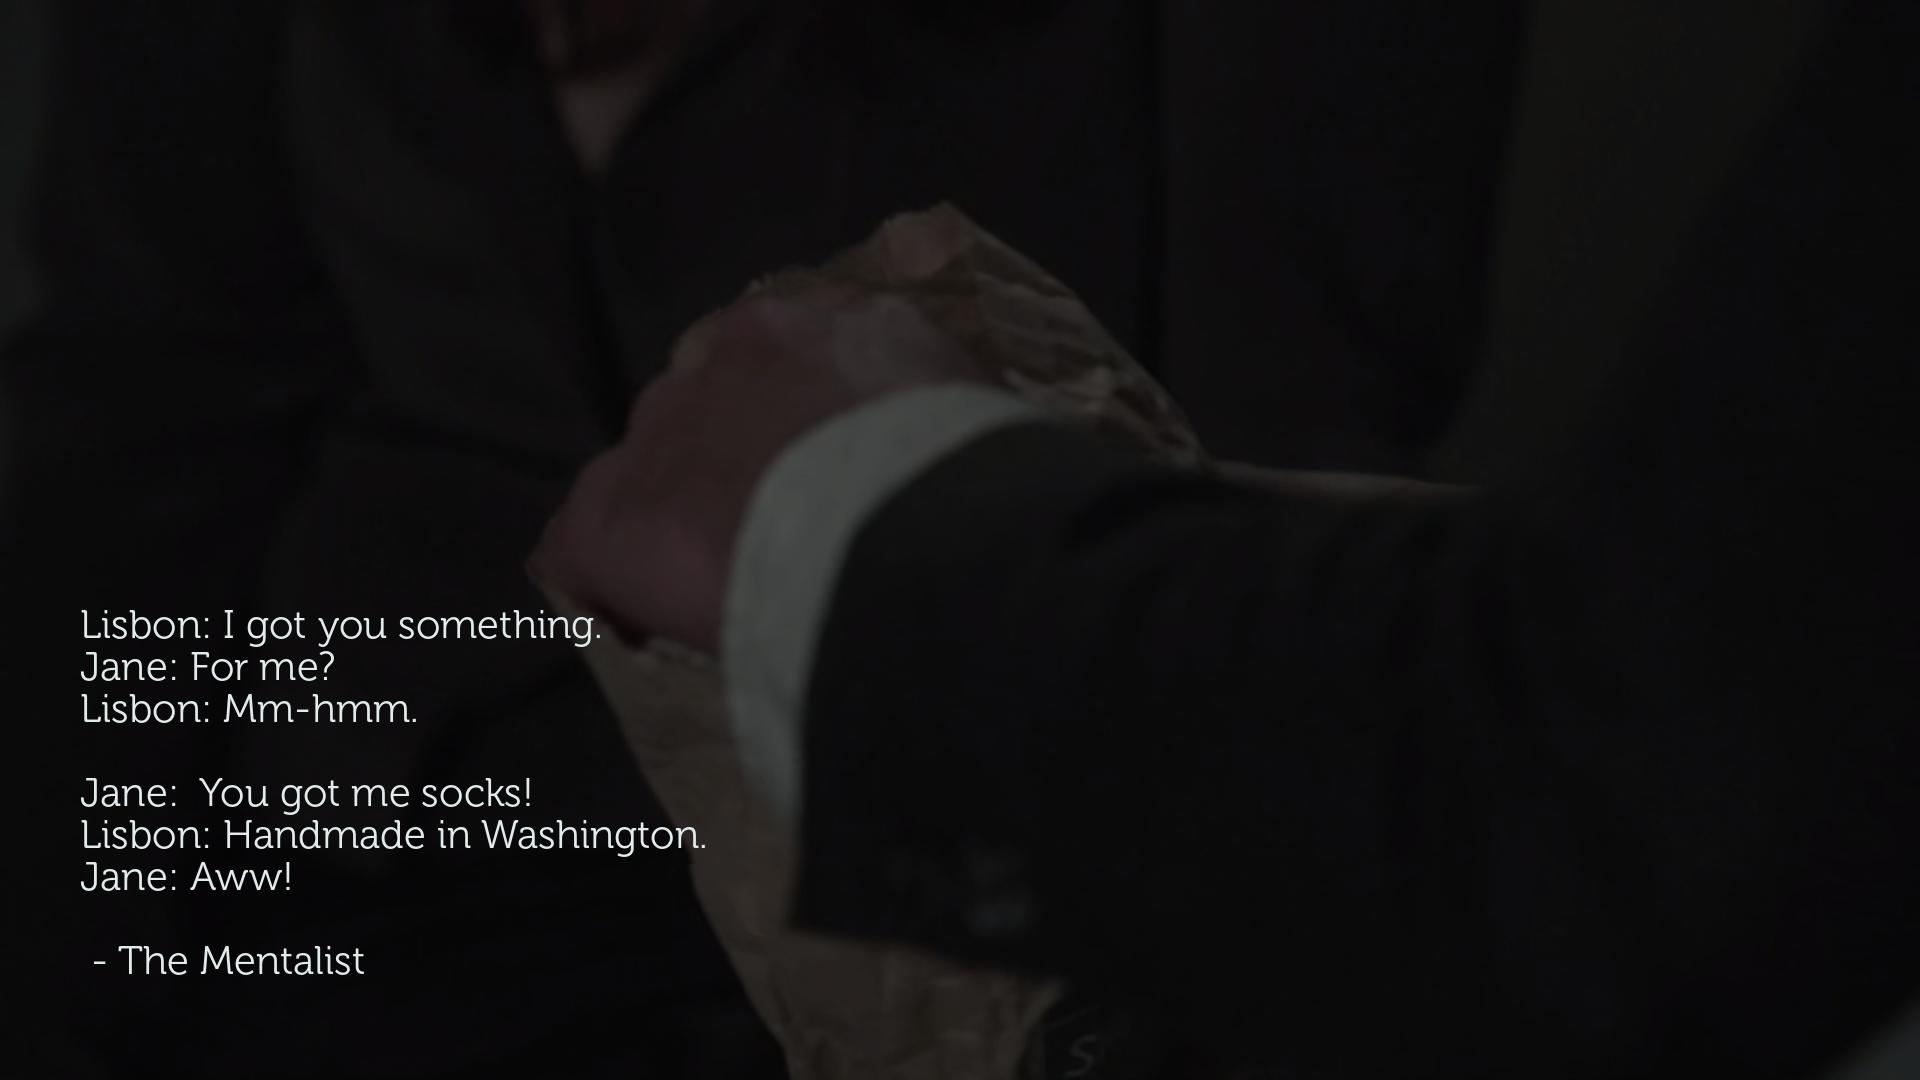 Lisbon: I got you something.
Jane: For me?
Lisbon: Mm-hmm.
Jane:  You got me socks!
Lisbon: Handmade in Washington.
Jane: Aww!
- The Mentalist
S